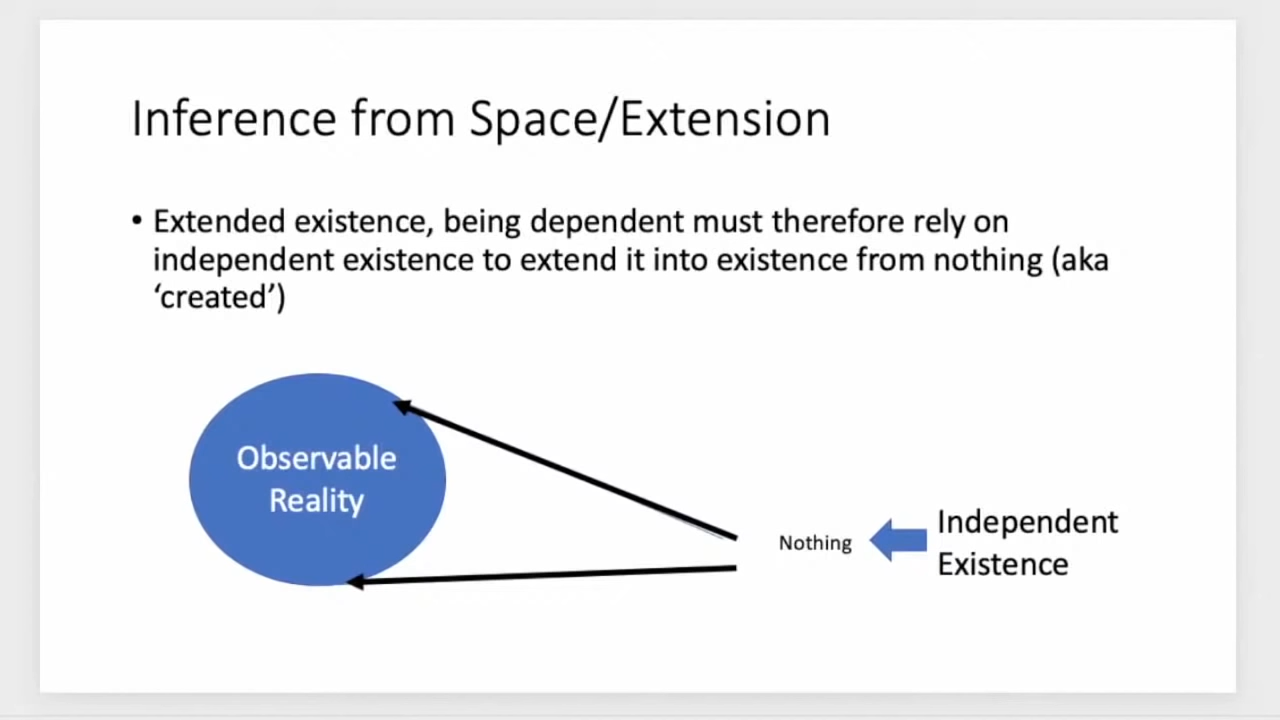 Inference from Space/Extension
• Extended existence, being dependent must therefore rely on
independent existence to extend it into existence from nothing (aka
‘created’)
Observable
Reality
Nothing
Independent
Existence